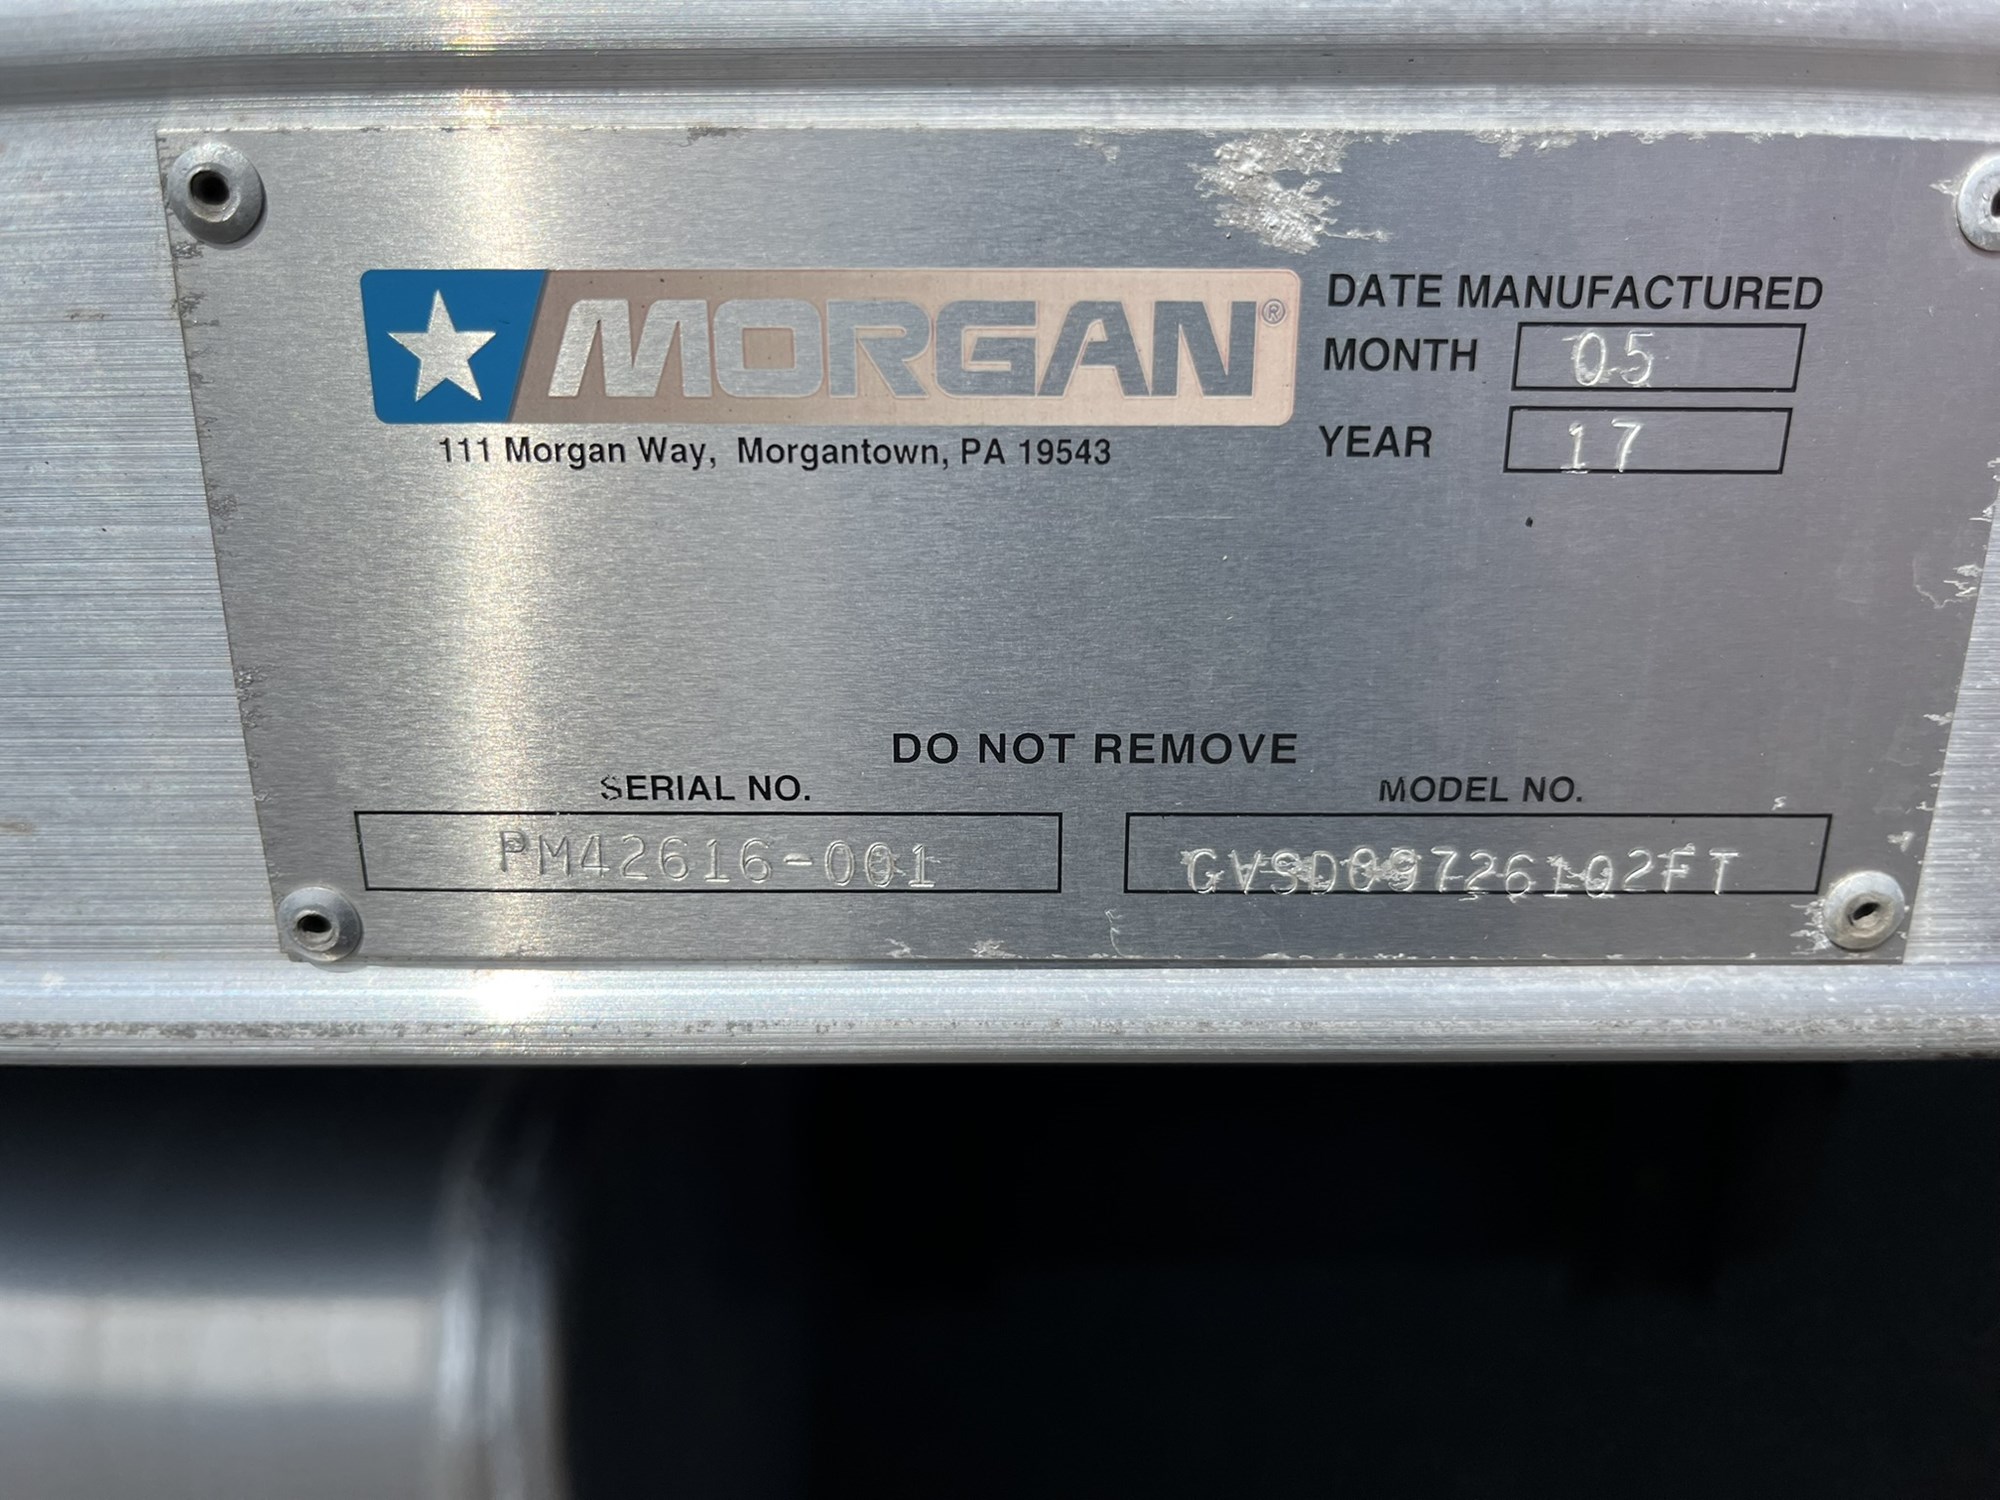 MORGAN®
111 Morgan Way, Morgantown, PA 19543
DATE MANUFACTURED
MONTH 05
YEAR 17
DO NOT REMOVE
SERIAL NO.
PM42616-001
MODEL NO.
GVSD09726102FT